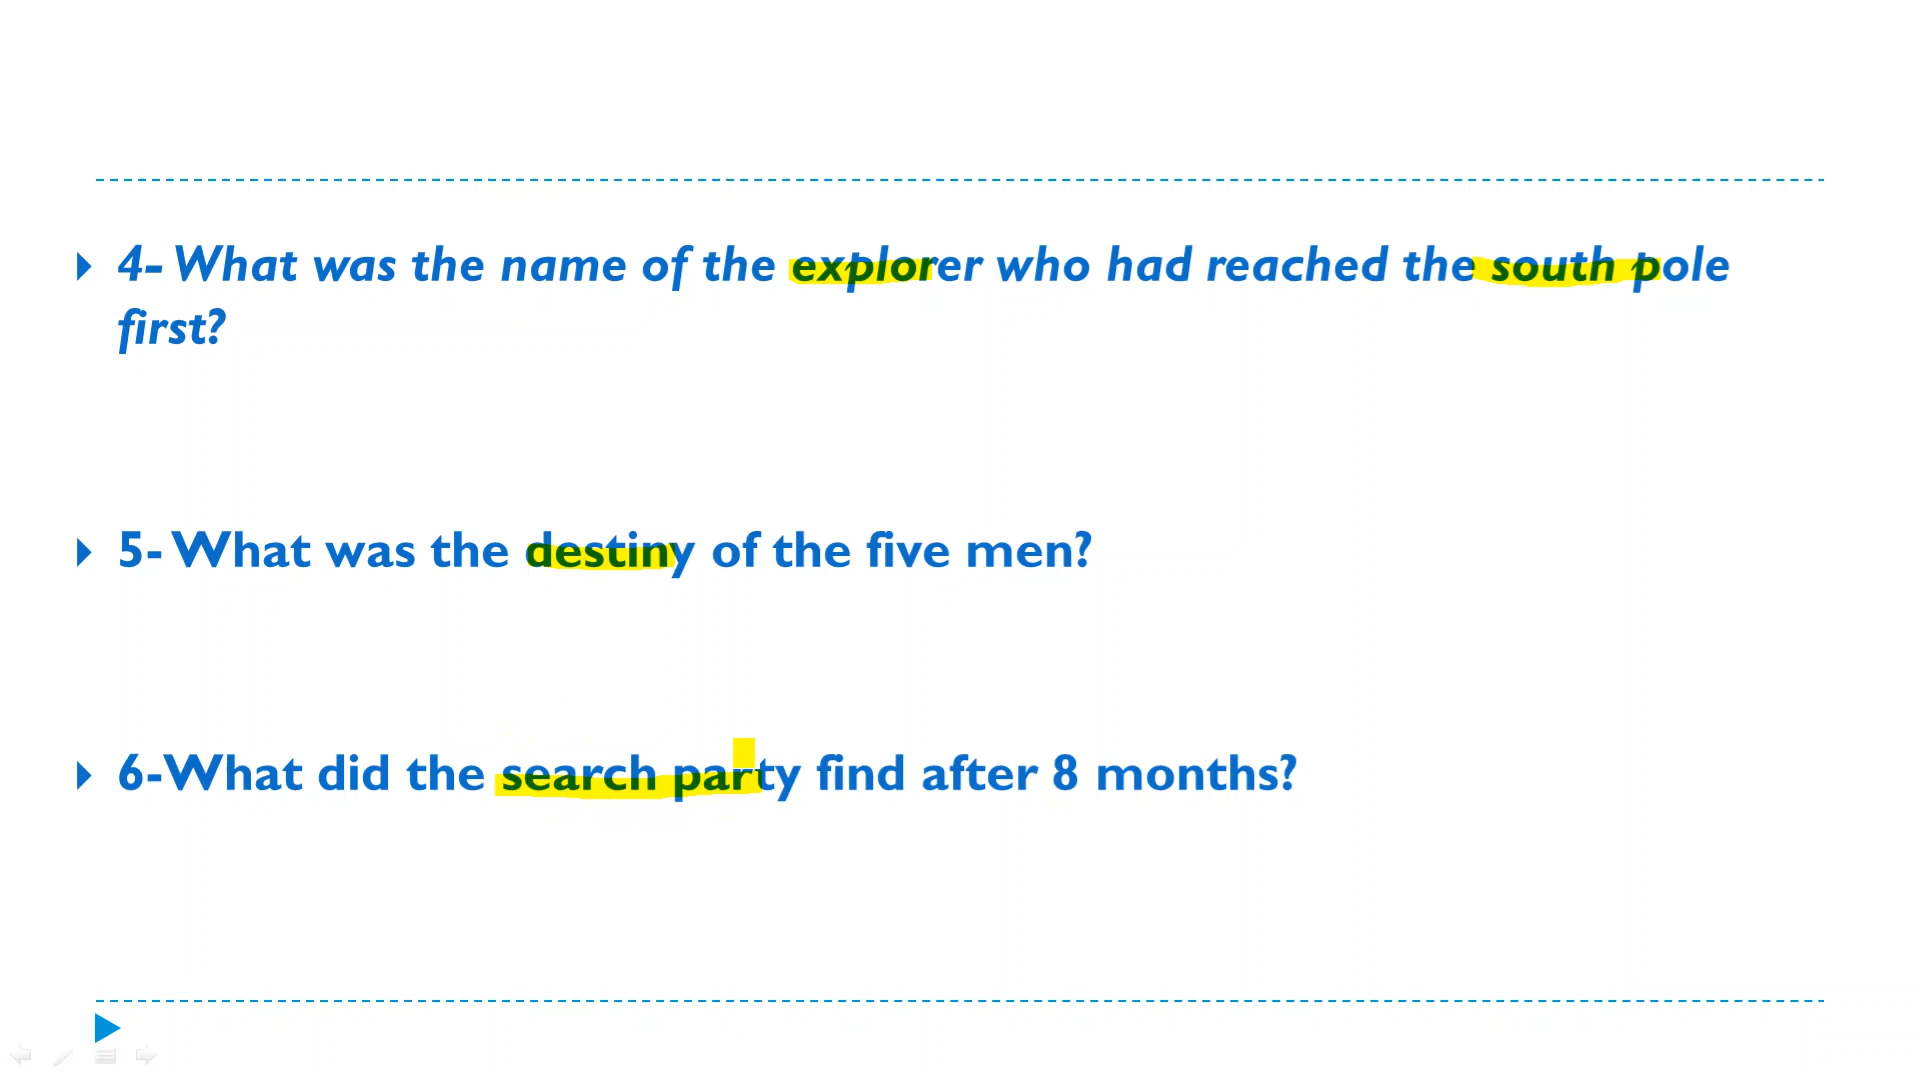 4- What was the name of the explorer who had reached the south pole
first?
5- What was the destiny of the five men?
6-What did the search party find after 8 months?